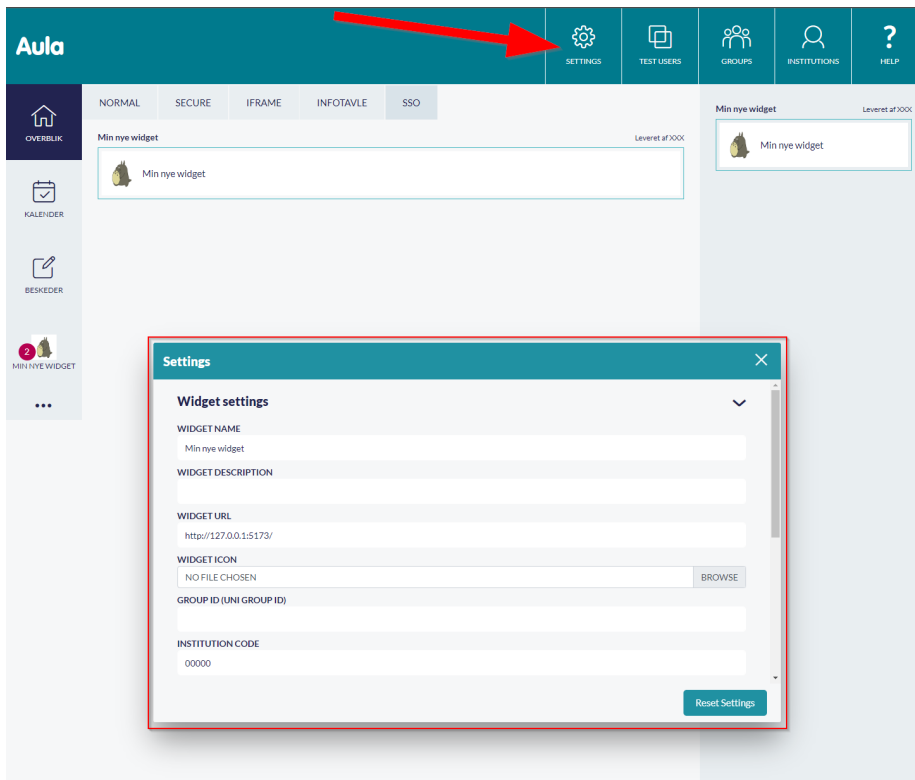 Aula
SETTINGS
TEST USERS
GROUPS
INSTITUTIONS
?
HELP
OVERBLIK
KALENDER
BESKEDER
2
MIN NYE WIDGET
NORMAL
SECURE
IFRAME
INFOTAVLE
SSO
Min nye widget
Leveret af XXX
Min nye widget
Min nye widget
Leveret af XXX
Min nye widget
Settings
Widget settings
WIDGET NAME
Min nye widget
WIDGET DESCRIPTION
WIDGET URL
http://127.0.0.1:5173/
WIDGET ICON
NO FILE CHOSEN
BROWSE
GROUP ID (UNI GROUP ID)
INSTITUTION CODE
00000
Reset Settings